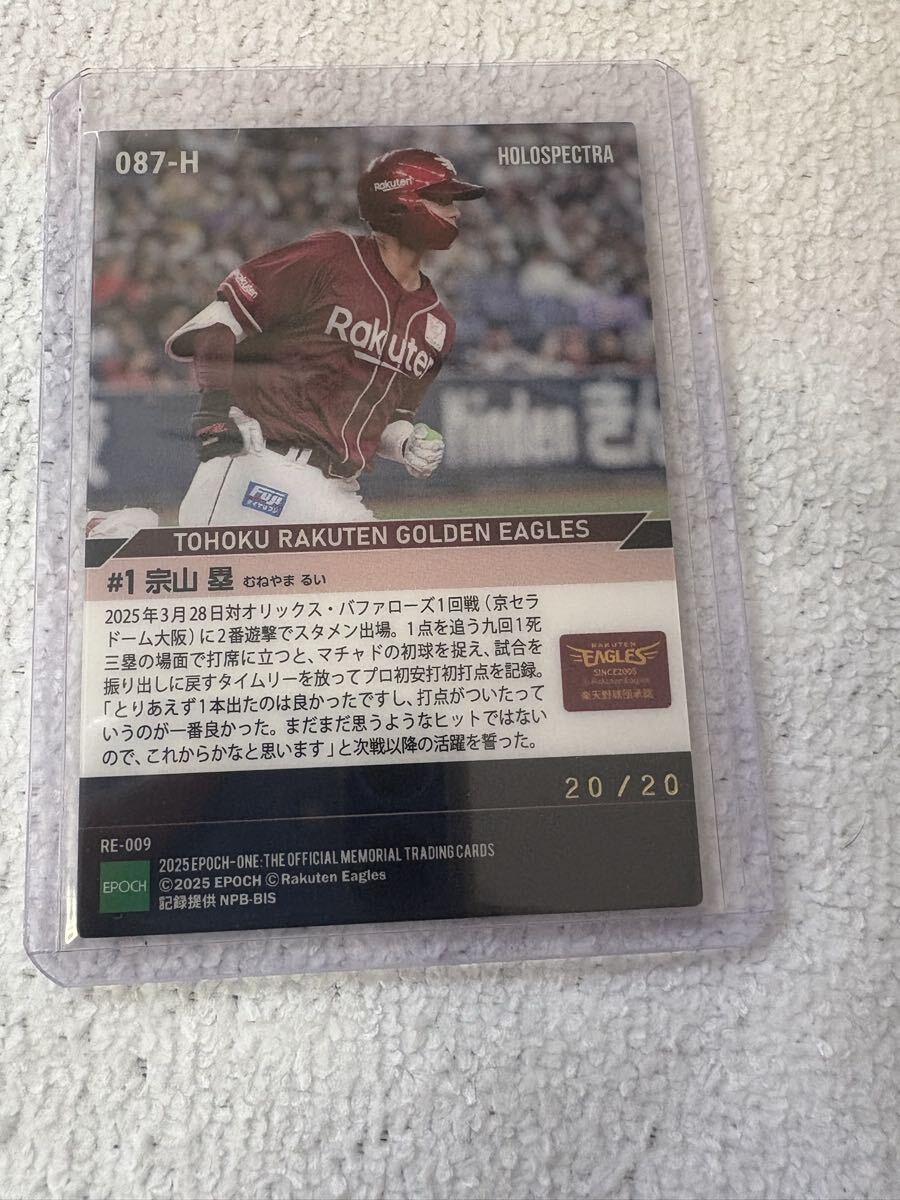 087-H
HOLOSPECTRA
Rakuten
Rakuten
Rakuten
Fuji
TOHOKU RAKUTEN GOLDEN EAGLES
#1 宗山 塁 むねやま るい
2025年3月28日対オリックス・バファローズ1回戦（京セラ
ドーム大阪）に2番遊撃でスタメン出場。1点を追う九回1死
三塁の場面で打席に立つと、マチャドの初球を捉え、試合を
振り出しに戻すタイムリーを放ってプロ初安打初打点を記録。
「とりあえず1本出たのは良かったですし、打点がついたって
いうのが一番良かった。まだまだ思うようなヒットではない
ので、これからかなと思います」と次戦以降の活躍を誓った。
RAKUTEN
EAGLES
SINCE2005
Rakuten Eagles
楽天野球団承認
20/20
RE-009
EPOCH
2025 EPOCH-ONE:THE OFFICIAL MEMORIAL TRADING CARDS
©2025 EPOCH ©Rakuten Eagles
記録提供 NPB-BIS